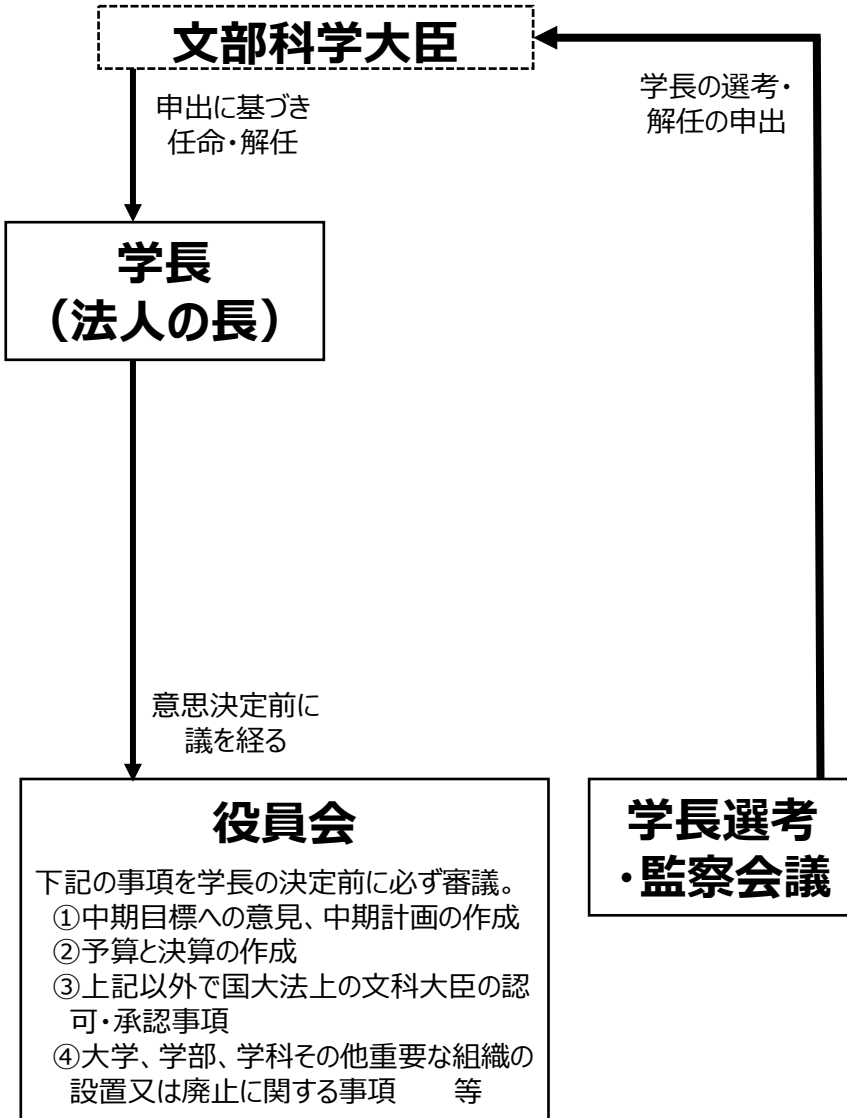 文部科学大臣
学長の選考・
解任の申出
申出に基づき
任命・解任
学長
（法人の長）
意思決定前に
議を経る
役員会
下記の事項を学長の決定前に必ず審議。
①中期目標への意見、中期計画の作成
②予算と決算の作成
③上記以外で国大法上の文科大臣の認
可・承認事項
④大学、学部、学科その他重要な組織の
設置又は廃止に関する事項　　等
学長選考
・監察会議